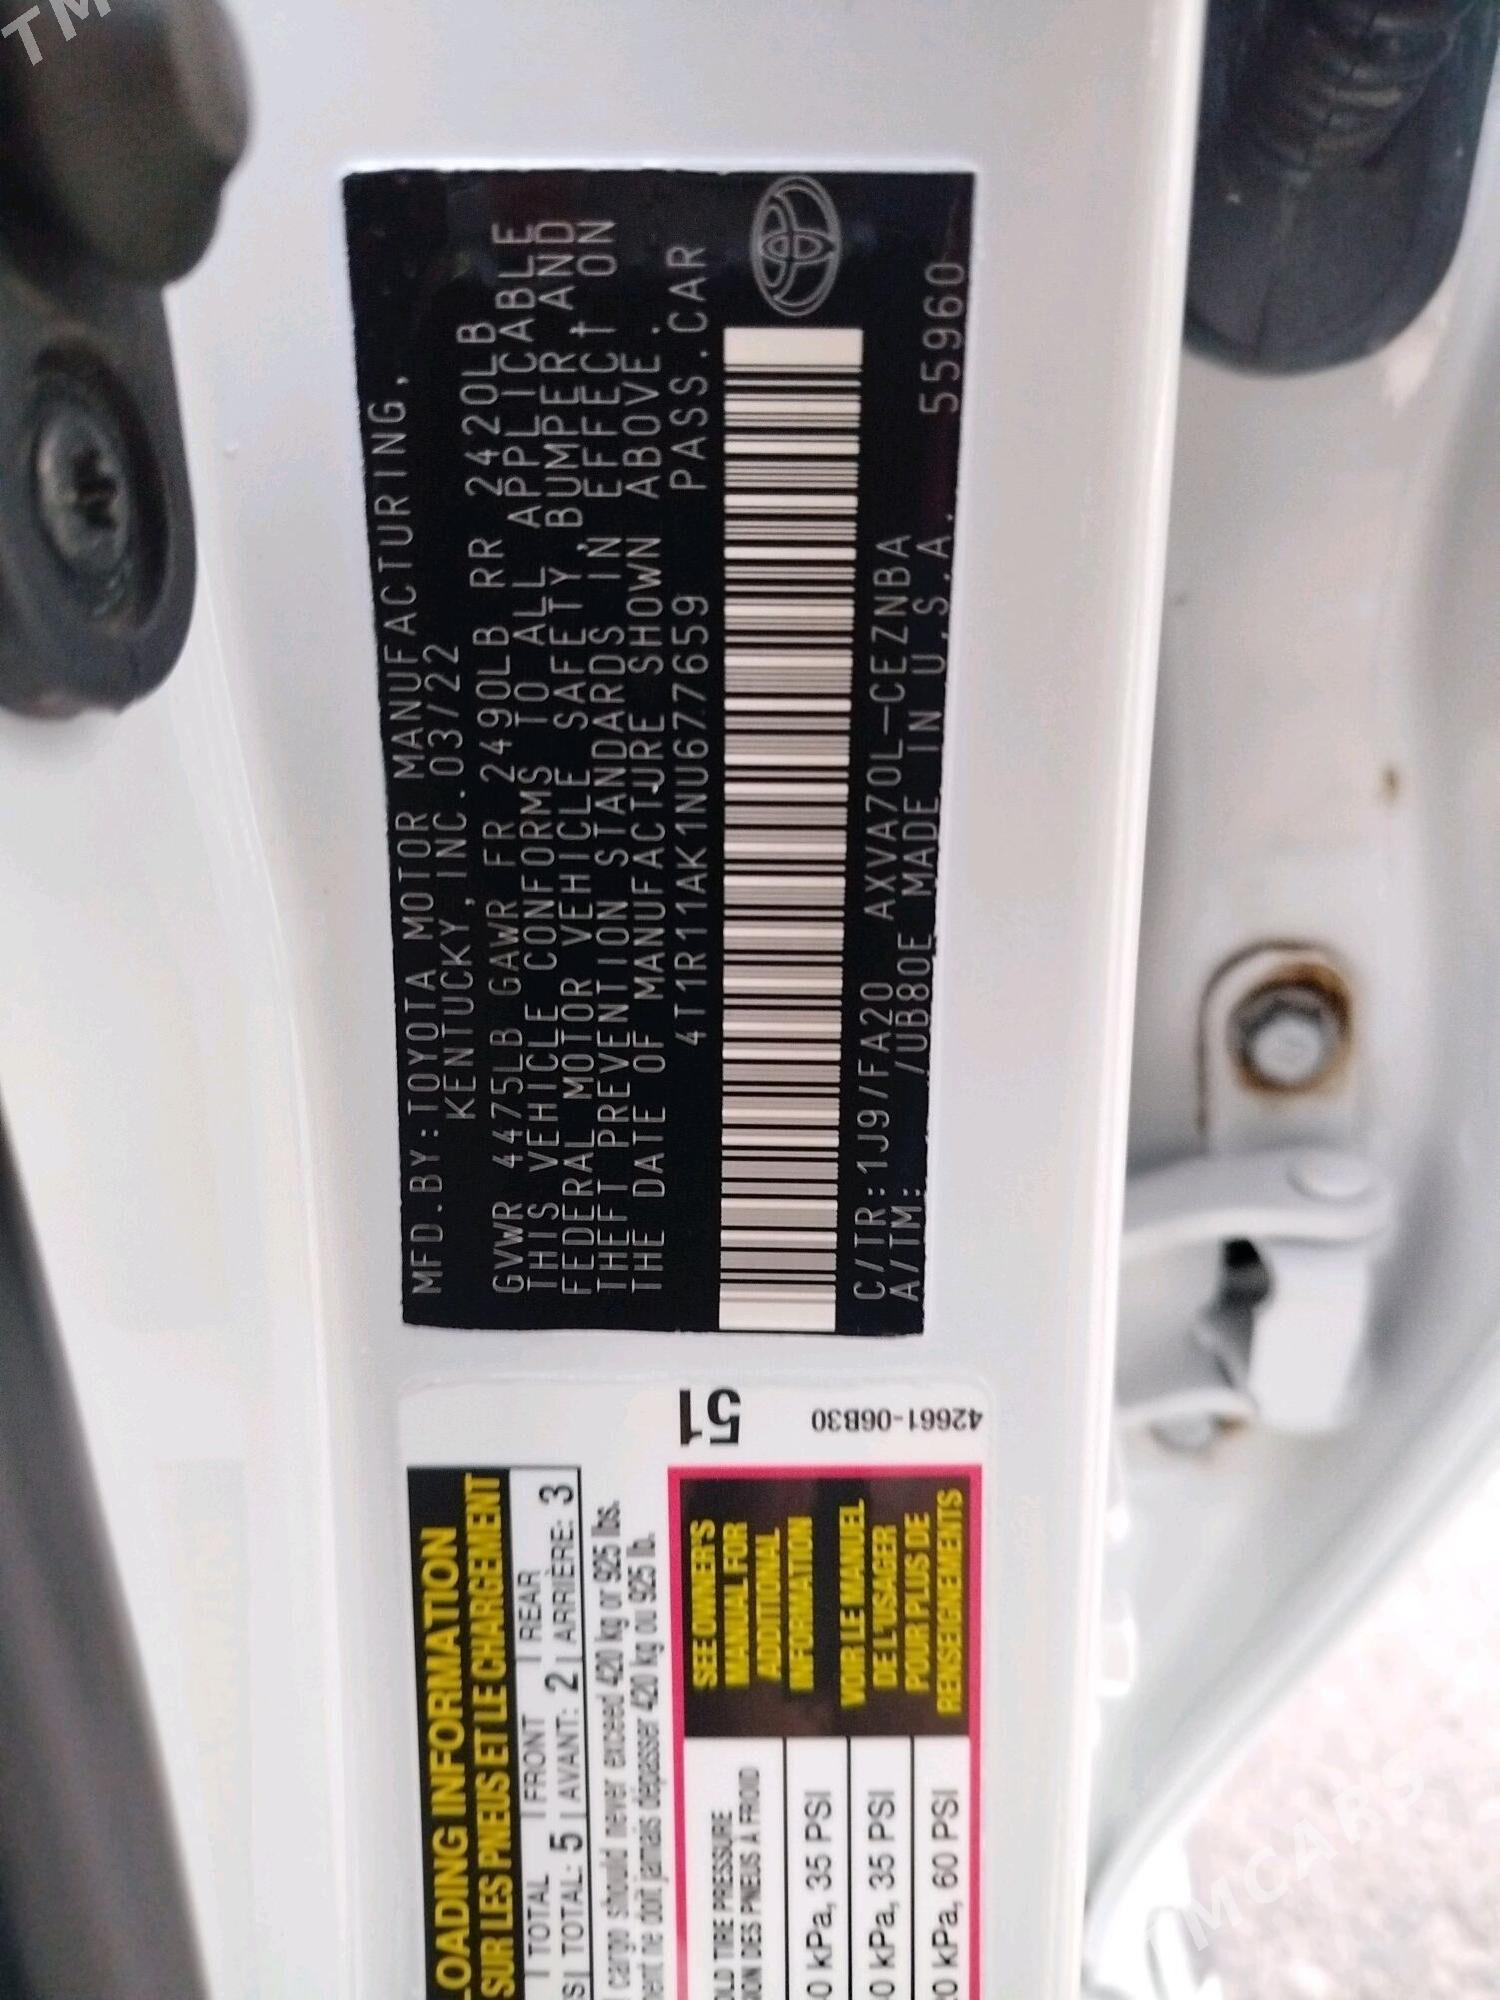 MFD.BY:TOYOTA MOTOR MANUFACTURING,
KENTUCKY, INC. 03/22
GVWR 4475LB GAWR FR 2490LB RR 2420LB
THIS VEHICLE CONFORMS TO ALL APPLICABLE
FEDERAL MOTOR VEHICLE SAFETY, BUMPER, AND
THEFT PREVENTION STANDARDS IN EFFECT ON
THE DATE OF MANUFACTURE SHOWN ABOVE.
4T1R11AK1NU677659 PASS.CAR
C/TR:1J9/FA20 AXVA70L-CEZNBA
A/TM: /UB80E MADE IN U.S.A. 55960
51
42661-06B30
LOADING INFORMATION
SUR LES PNEUS ET LE CHARGEMENT
TOTAL FRONT REAR
TOTAL: 5 AVANT: 2 ARRIÈRE: 3
cargo should never exceed 420 kg or 925 lbs.
ne doit jamais dépasser 420 kg ou 925 lb.
TIRE PRESSURE
DES PNEUS À FROID
kPa, 35 PSI
kPa, 35 PSI
kPa, 60 PSI
SEE OWNER'S
MANUAL FOR
ADDITIONAL
INFORMATION
VOIR LE MANUEL
DE L'USAGER
POUR PLUS DE
RENSEIGNEMENTS
TMCARS